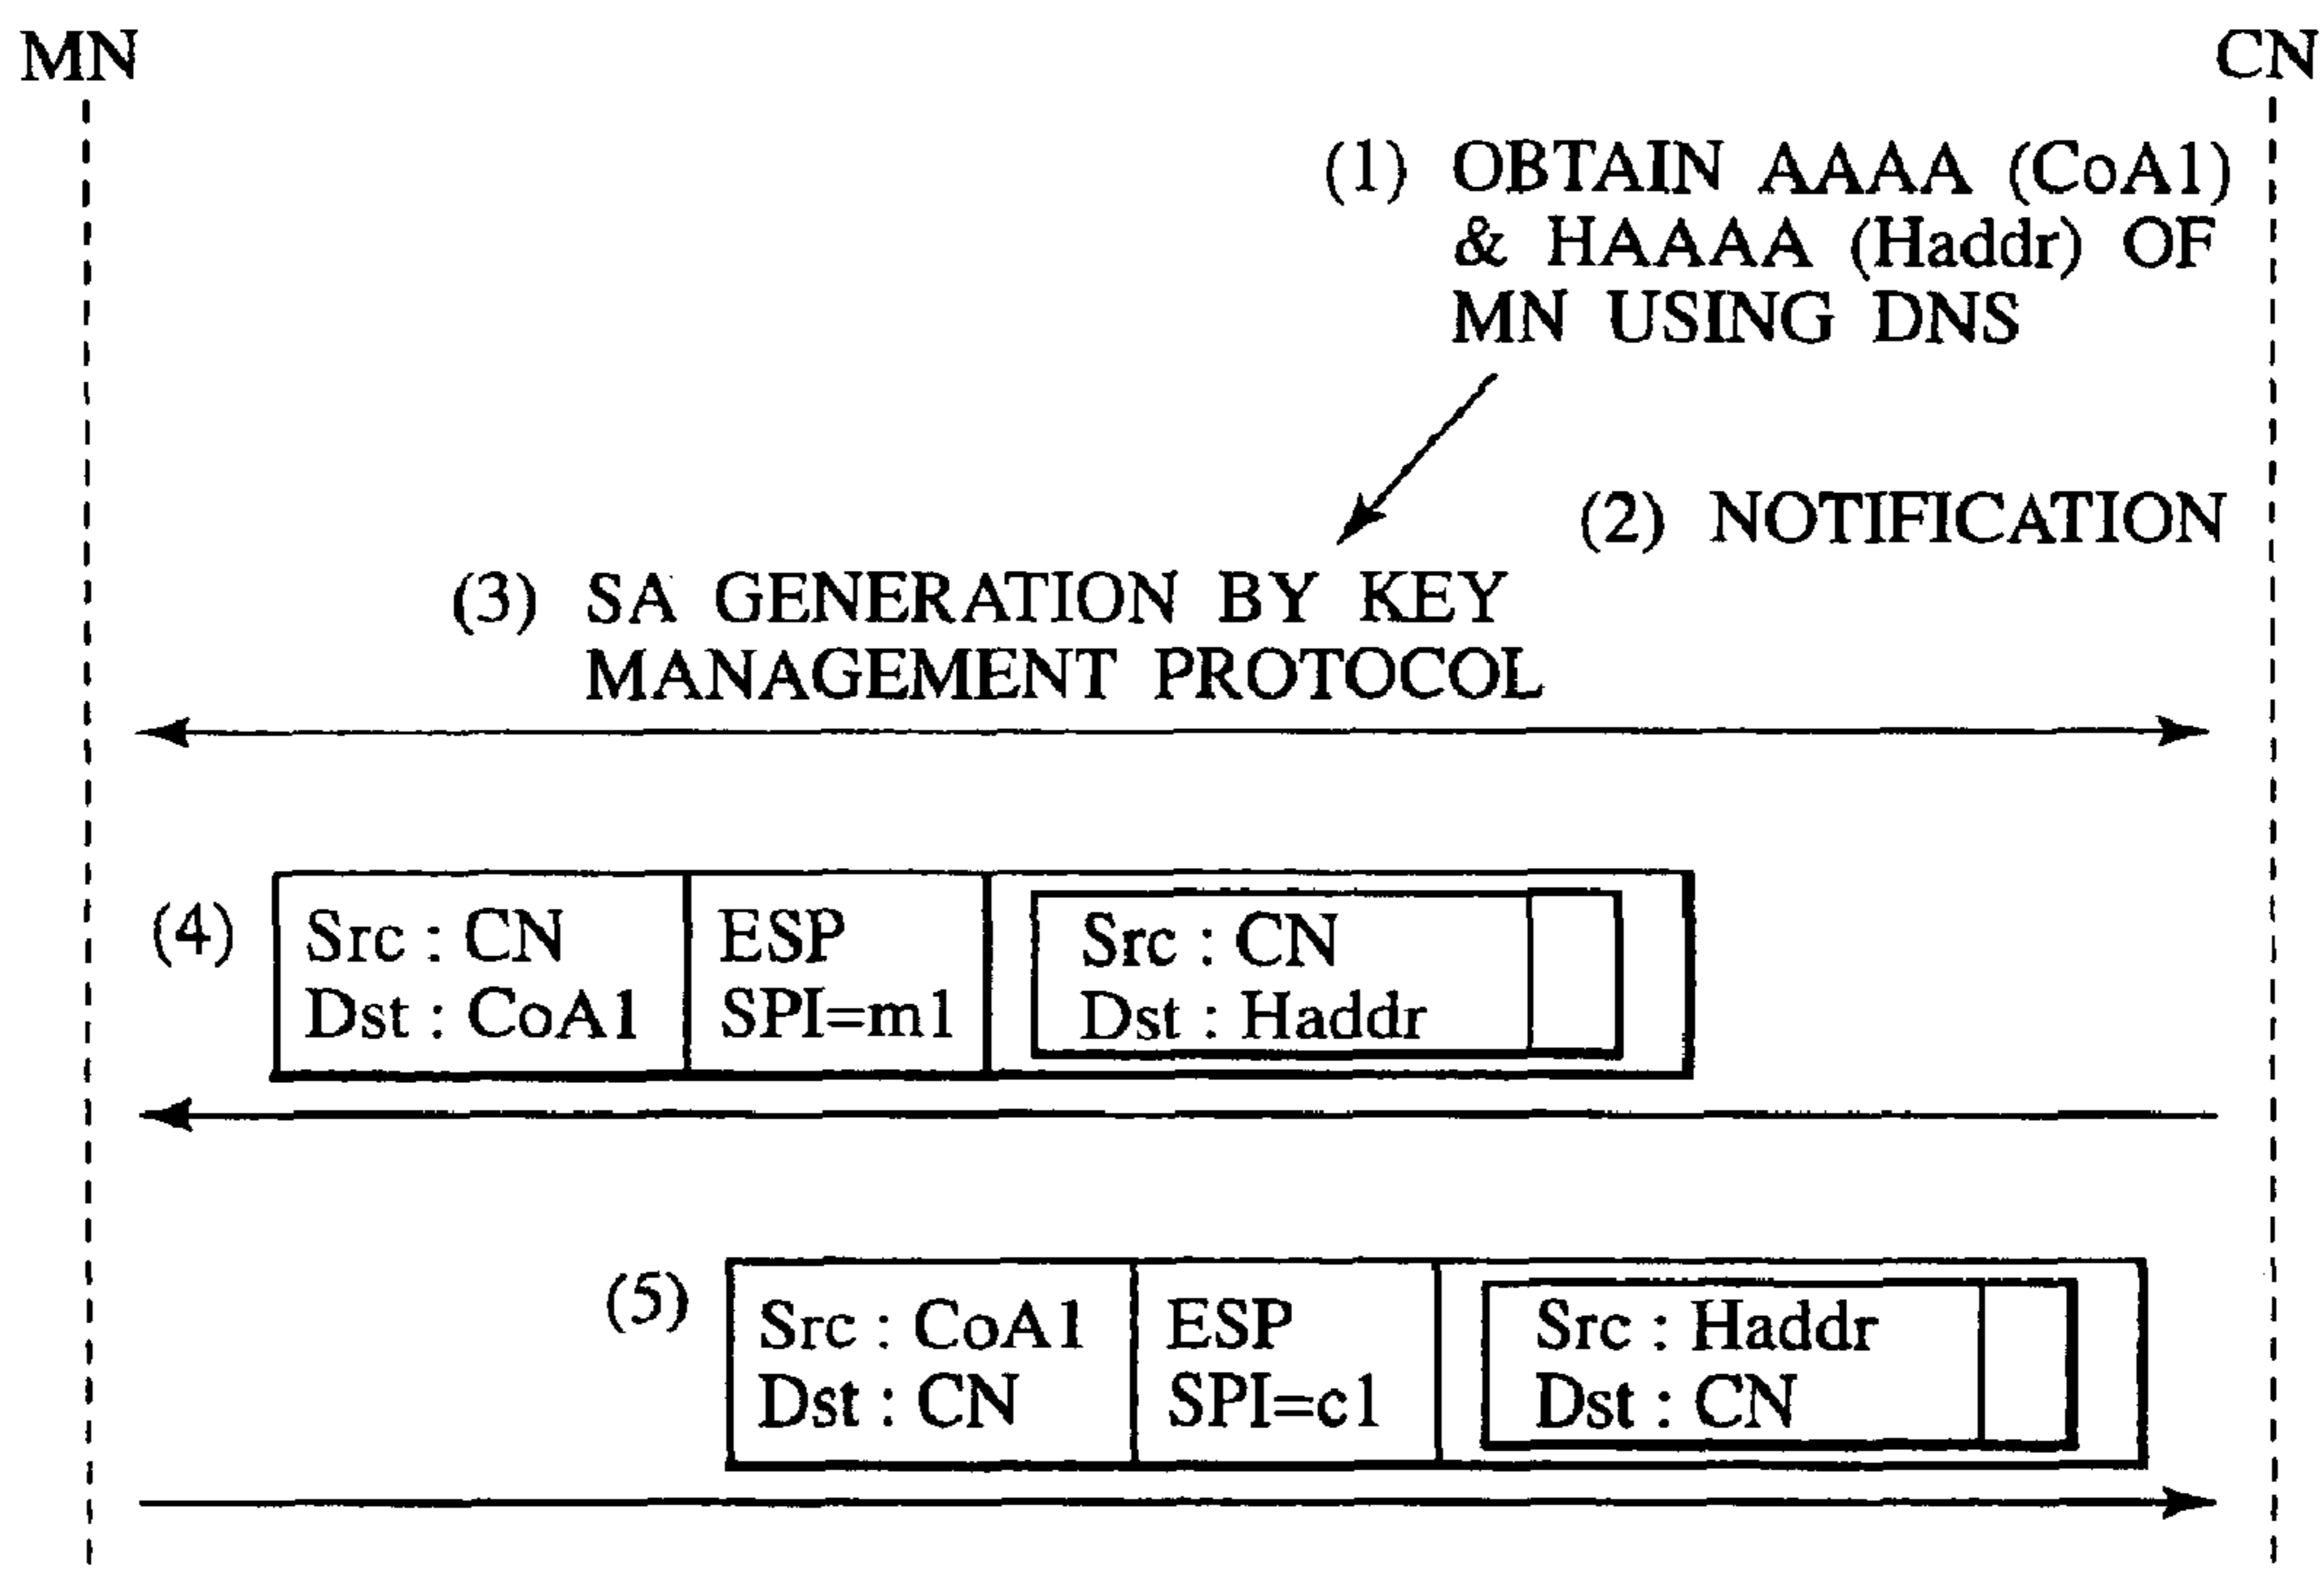 MN
CN
(1) OBTAIN AAAA (CoA1)
& HAAAA (Haddr) OF
MN USING DNS
(2) NOTIFICATION
(3) SA GENERATION BY KEY
MANAGEMENT PROTOCOL
(4)
Src : CN
Dst : CoA1
ESP
SPI=m1
Src : CN
Dst : Haddr
(5)
Src : CoA1
Dst : CN
ESP
SPI=c1
Src : Haddr
Dst : CN